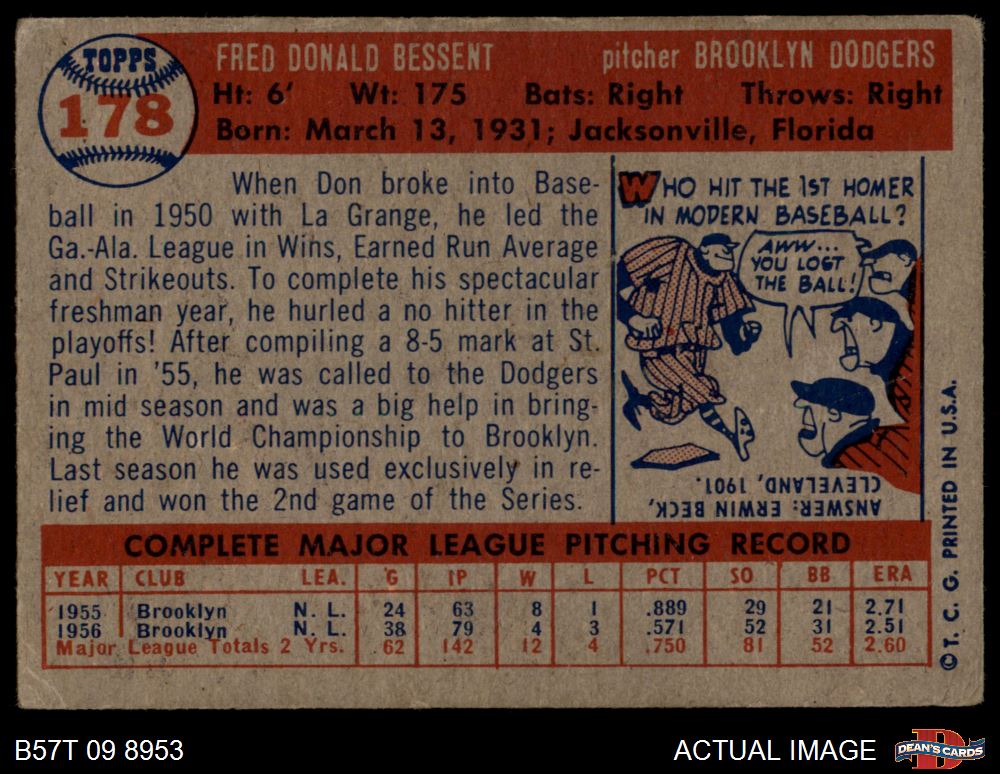 TOPPS
178
FRED DONALD BESSENT pitcher BROOKLYN DODGERS
Ht: 6' Wt: 175 Bats: Right Throws: Right
Born: March 13, 1931; Jacksonville, Florida
When Don broke into Base-
ball in 1950 with La Grange, he led the
Ga.-Ala. League in Wins, Earned Run Average
and Strikeouts. To complete his spectacular
freshman year, he hurled a no hitter in the
playoffs! After compiling a 8-5 mark at St.
Paul in '55, he was called to the Dodgers
in mid season and was a big help in bring-
ing the World Championship to Brooklyn.
Last season he was used exclusively in re-
lief and won the 2nd game of the Series.
WHO HIT THE 1ST HOMER
IN MODERN BASEBALL?
AWW...
YOU LOST
THE BALL!
ANSWER: ERWIN BECK,
CLEVELAND, 1901.
COMPLETE MAJOR LEAGUE PITCHING RECORD
YEAR CLUB LEA. G IP W L PCT SO BB ERA
1955 Brooklyn N. L. 24 63 8 1 .889 29 21 2.71
1956 Brooklyn N. L. 38 79 4 3 .571 52 31 2.51
Major League Totals 2 Yrs. 62 142 12 4 .750 81 52 2.60
©T. C. G. PRINTED IN U.S.A.
B57T 09 8953 ACTUAL IMAGE
DEAN'S CARDS